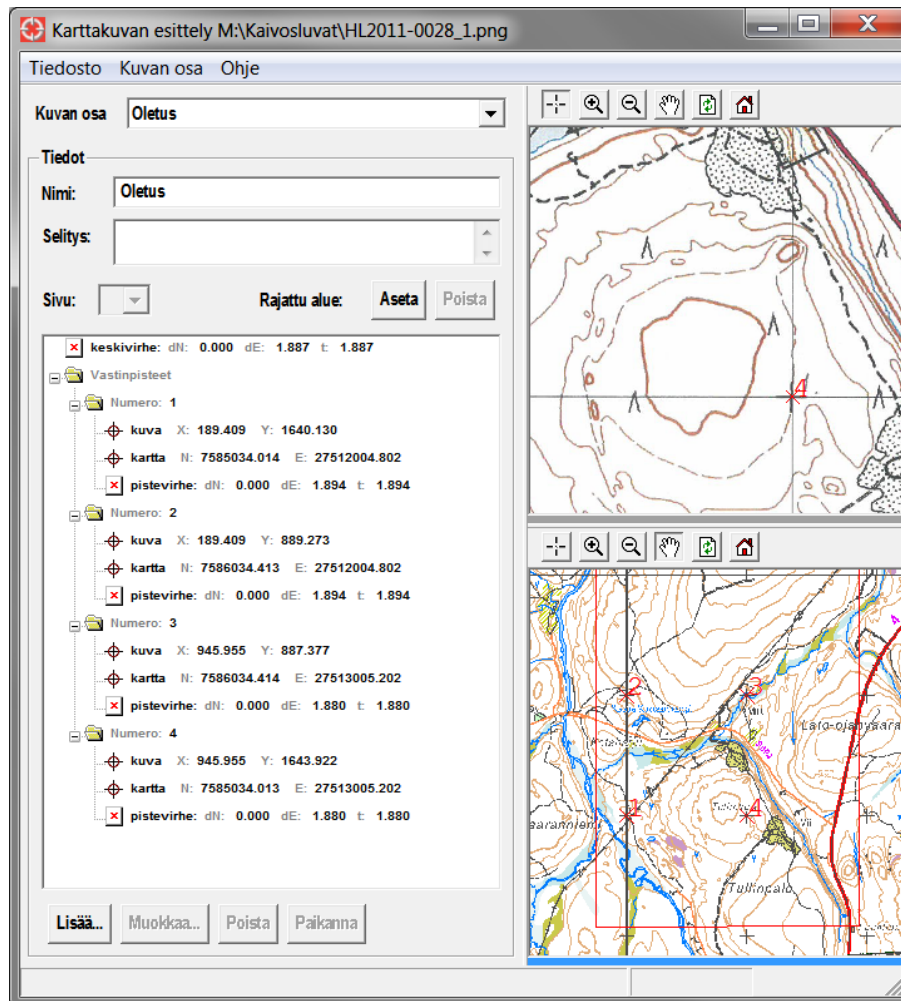 Karttakuvan esittely M:\Kaivosluvat\HL2011-0028_1.png
Tiedosto Kuvan osa Ohje
Kuvan osa Oletus
Tiedot
Nimi: Oletus
Selitys:
Sivu: Rajattu alue: Aseta Poista
keskivirhe: dN: 0.000 dE: 1.887 t: 1.887
Vastinpisteet
Numero: 1
kuva X: 189.409 Y: 1640.130
kartta N: 7585034.014 E: 27512004.802
pistevirhe: dN: 0.000 dE: 1.894 t: 1.894
Numero: 2
kuva X: 189.409 Y: 889.273
kartta N: 7586034.413 E: 27512004.802
pistevirhe: dN: 0.000 dE: 1.894 t: 1.894
Numero: 3
kuva X: 945.955 Y: 887.377
kartta N: 7586034.414 E: 27513005.202
pistevirhe: dN: 0.000 dE: 1.880 t: 1.880
Numero: 4
kuva X: 945.955 Y: 1643.922
kartta N: 7585034.013 E: 27513005.202
pistevirhe: dN: 0.000 dE: 1.880 t: 1.880
Lisää... Muokkaa... Poista Paikanna
4
4
2 3
Lato-ojanvaara
1 4
aaranniemi
Tullinpalo